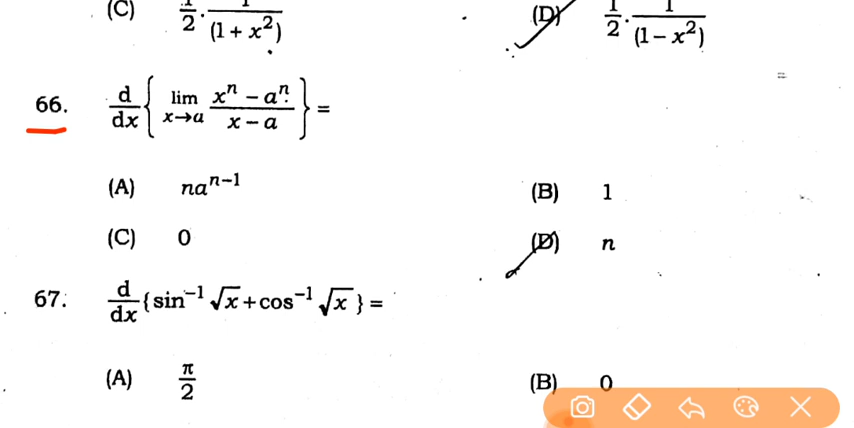 (C) 1/2 . 1/(1 + x²)
(D) 1/2 . 1/(1 – x²)
66. d/dx { lim x→a (xⁿ – aⁿ)/(x – a) } =
(A) naⁿ⁻¹
(B) 1
(C) 0
(D) n
67. d/dx {sin⁻¹ √x + cos⁻¹ √x } =
(A) π/2
(B) 0